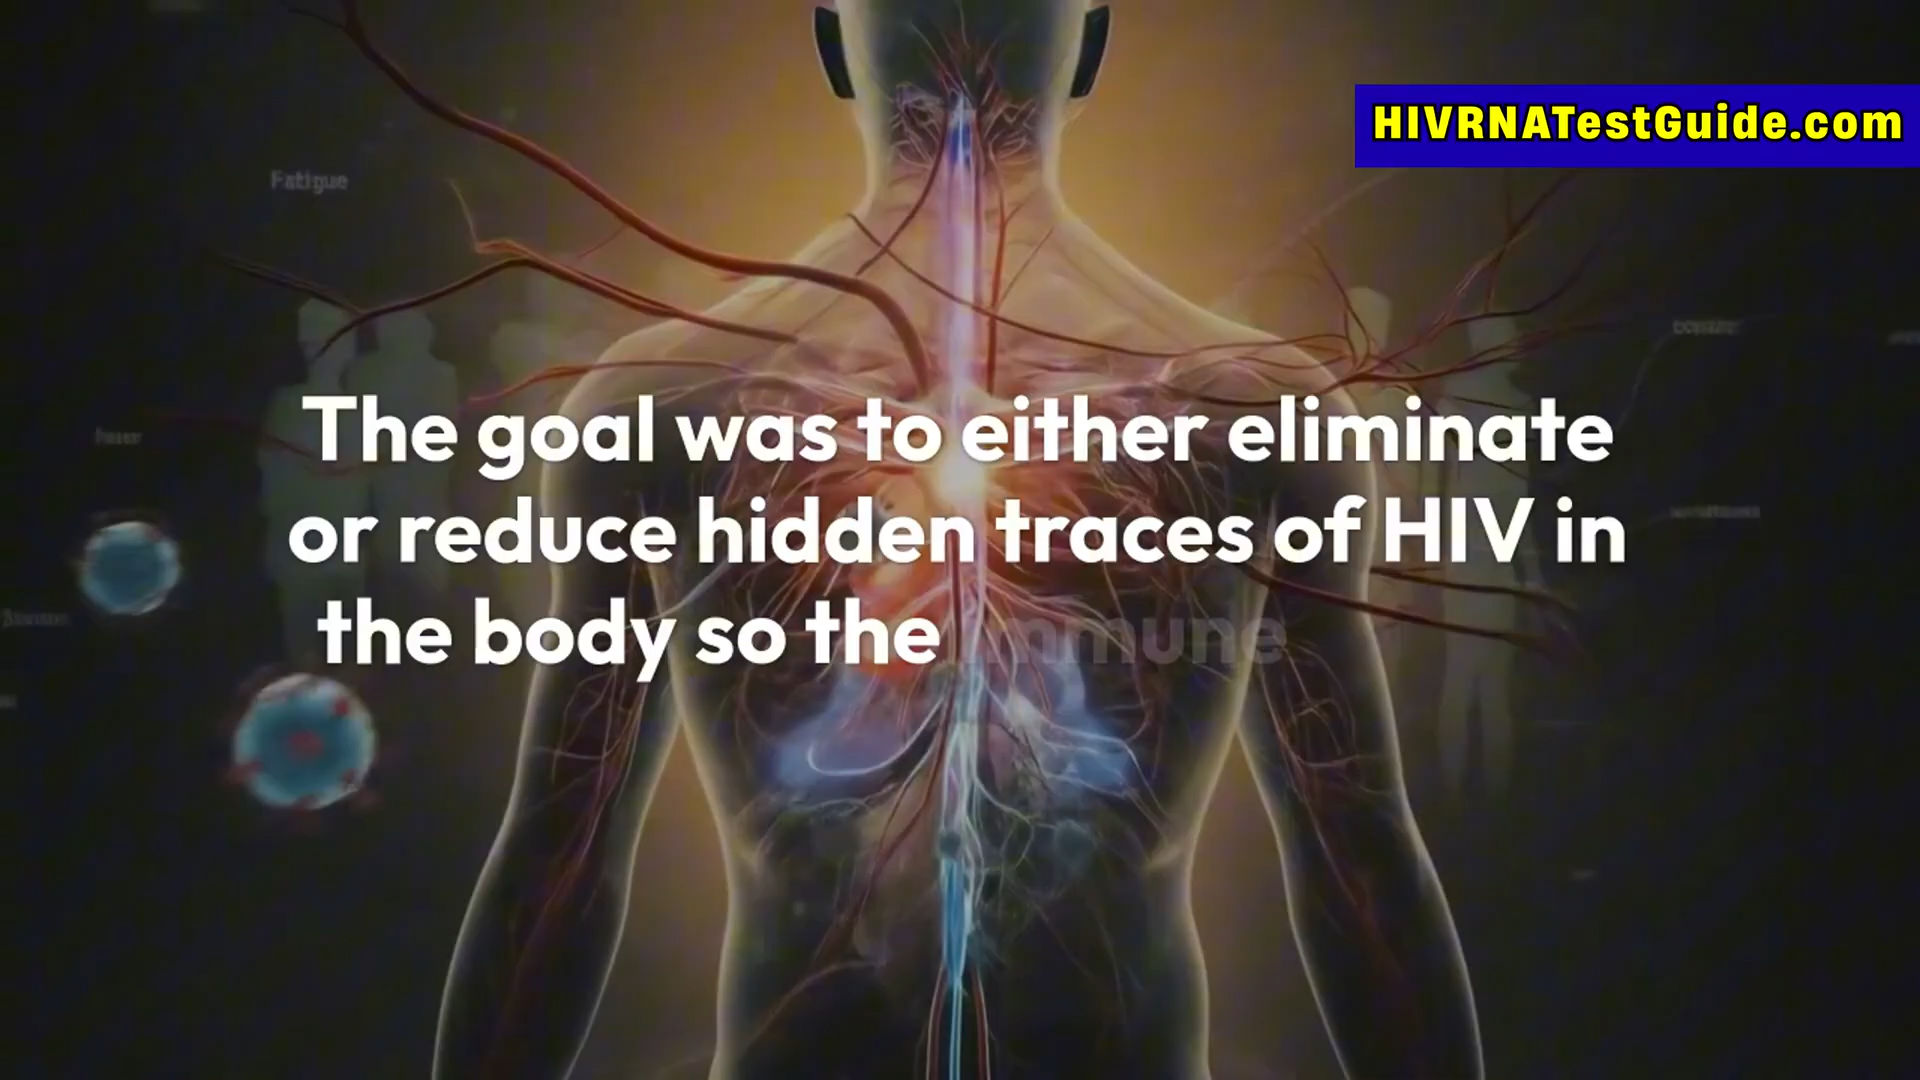 HIVRNATestGuide.com
Fatigue
The goal was to either eliminate
or reduce hidden traces of HIV in
the body so the immune